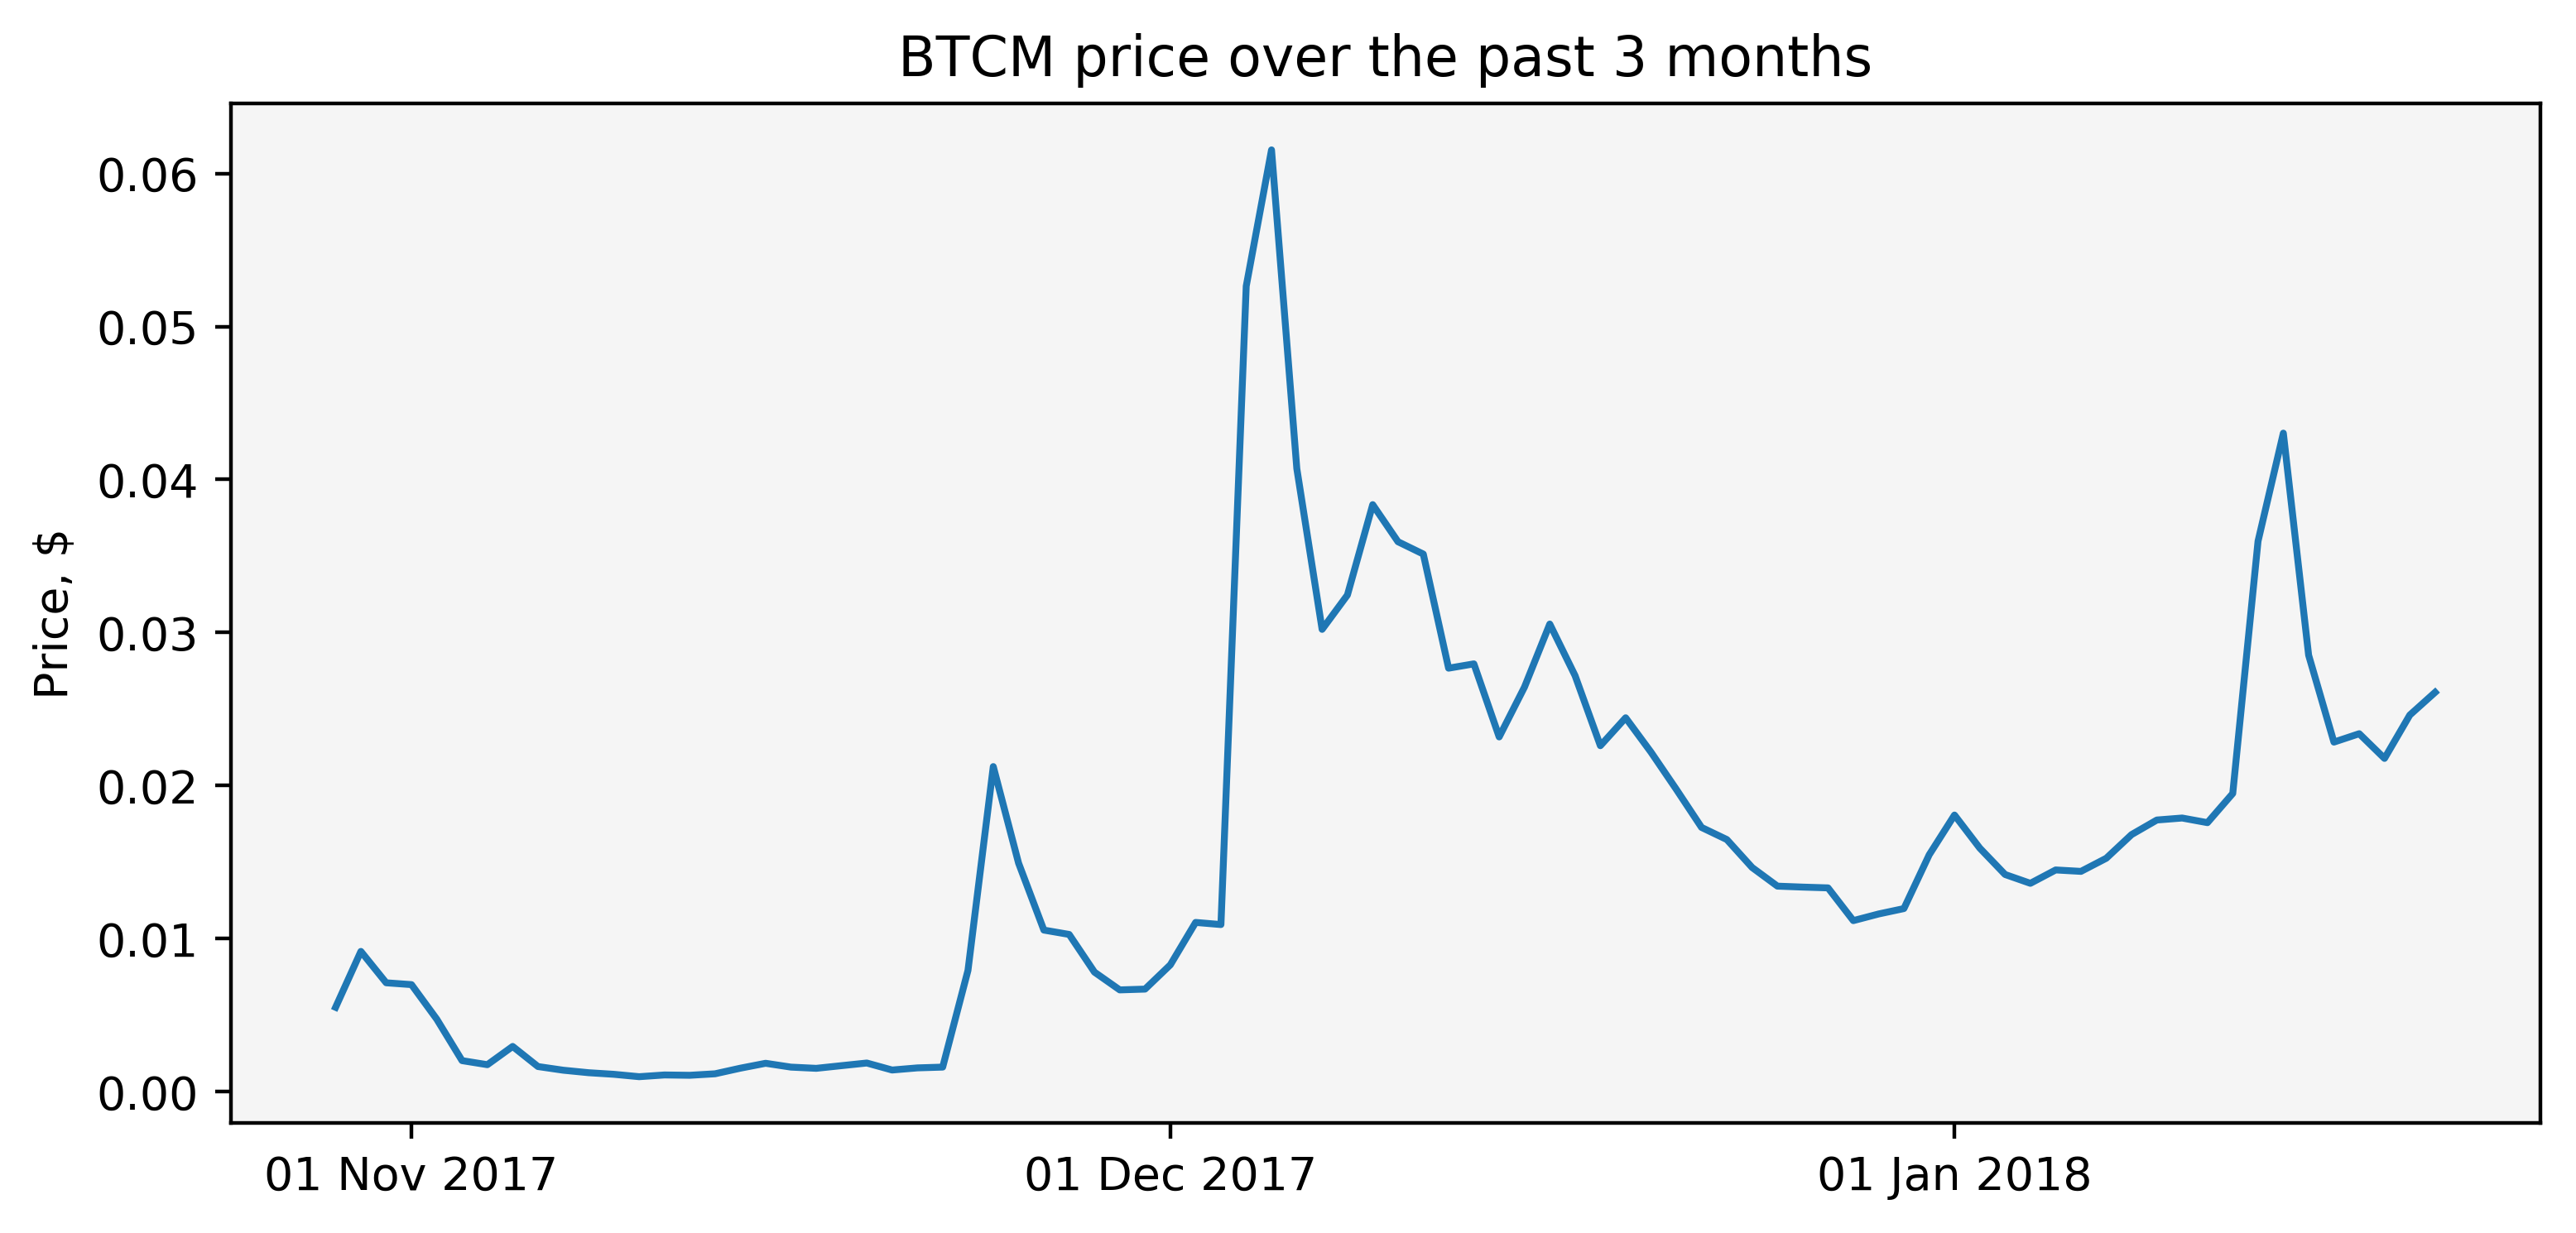 BTCM price over the past 3 months
Price, $
0.06
0.05
0.04
0.03
0.02
0.01
0.00
01 Nov 2017
01 Dec 2017
01 Jan 2018